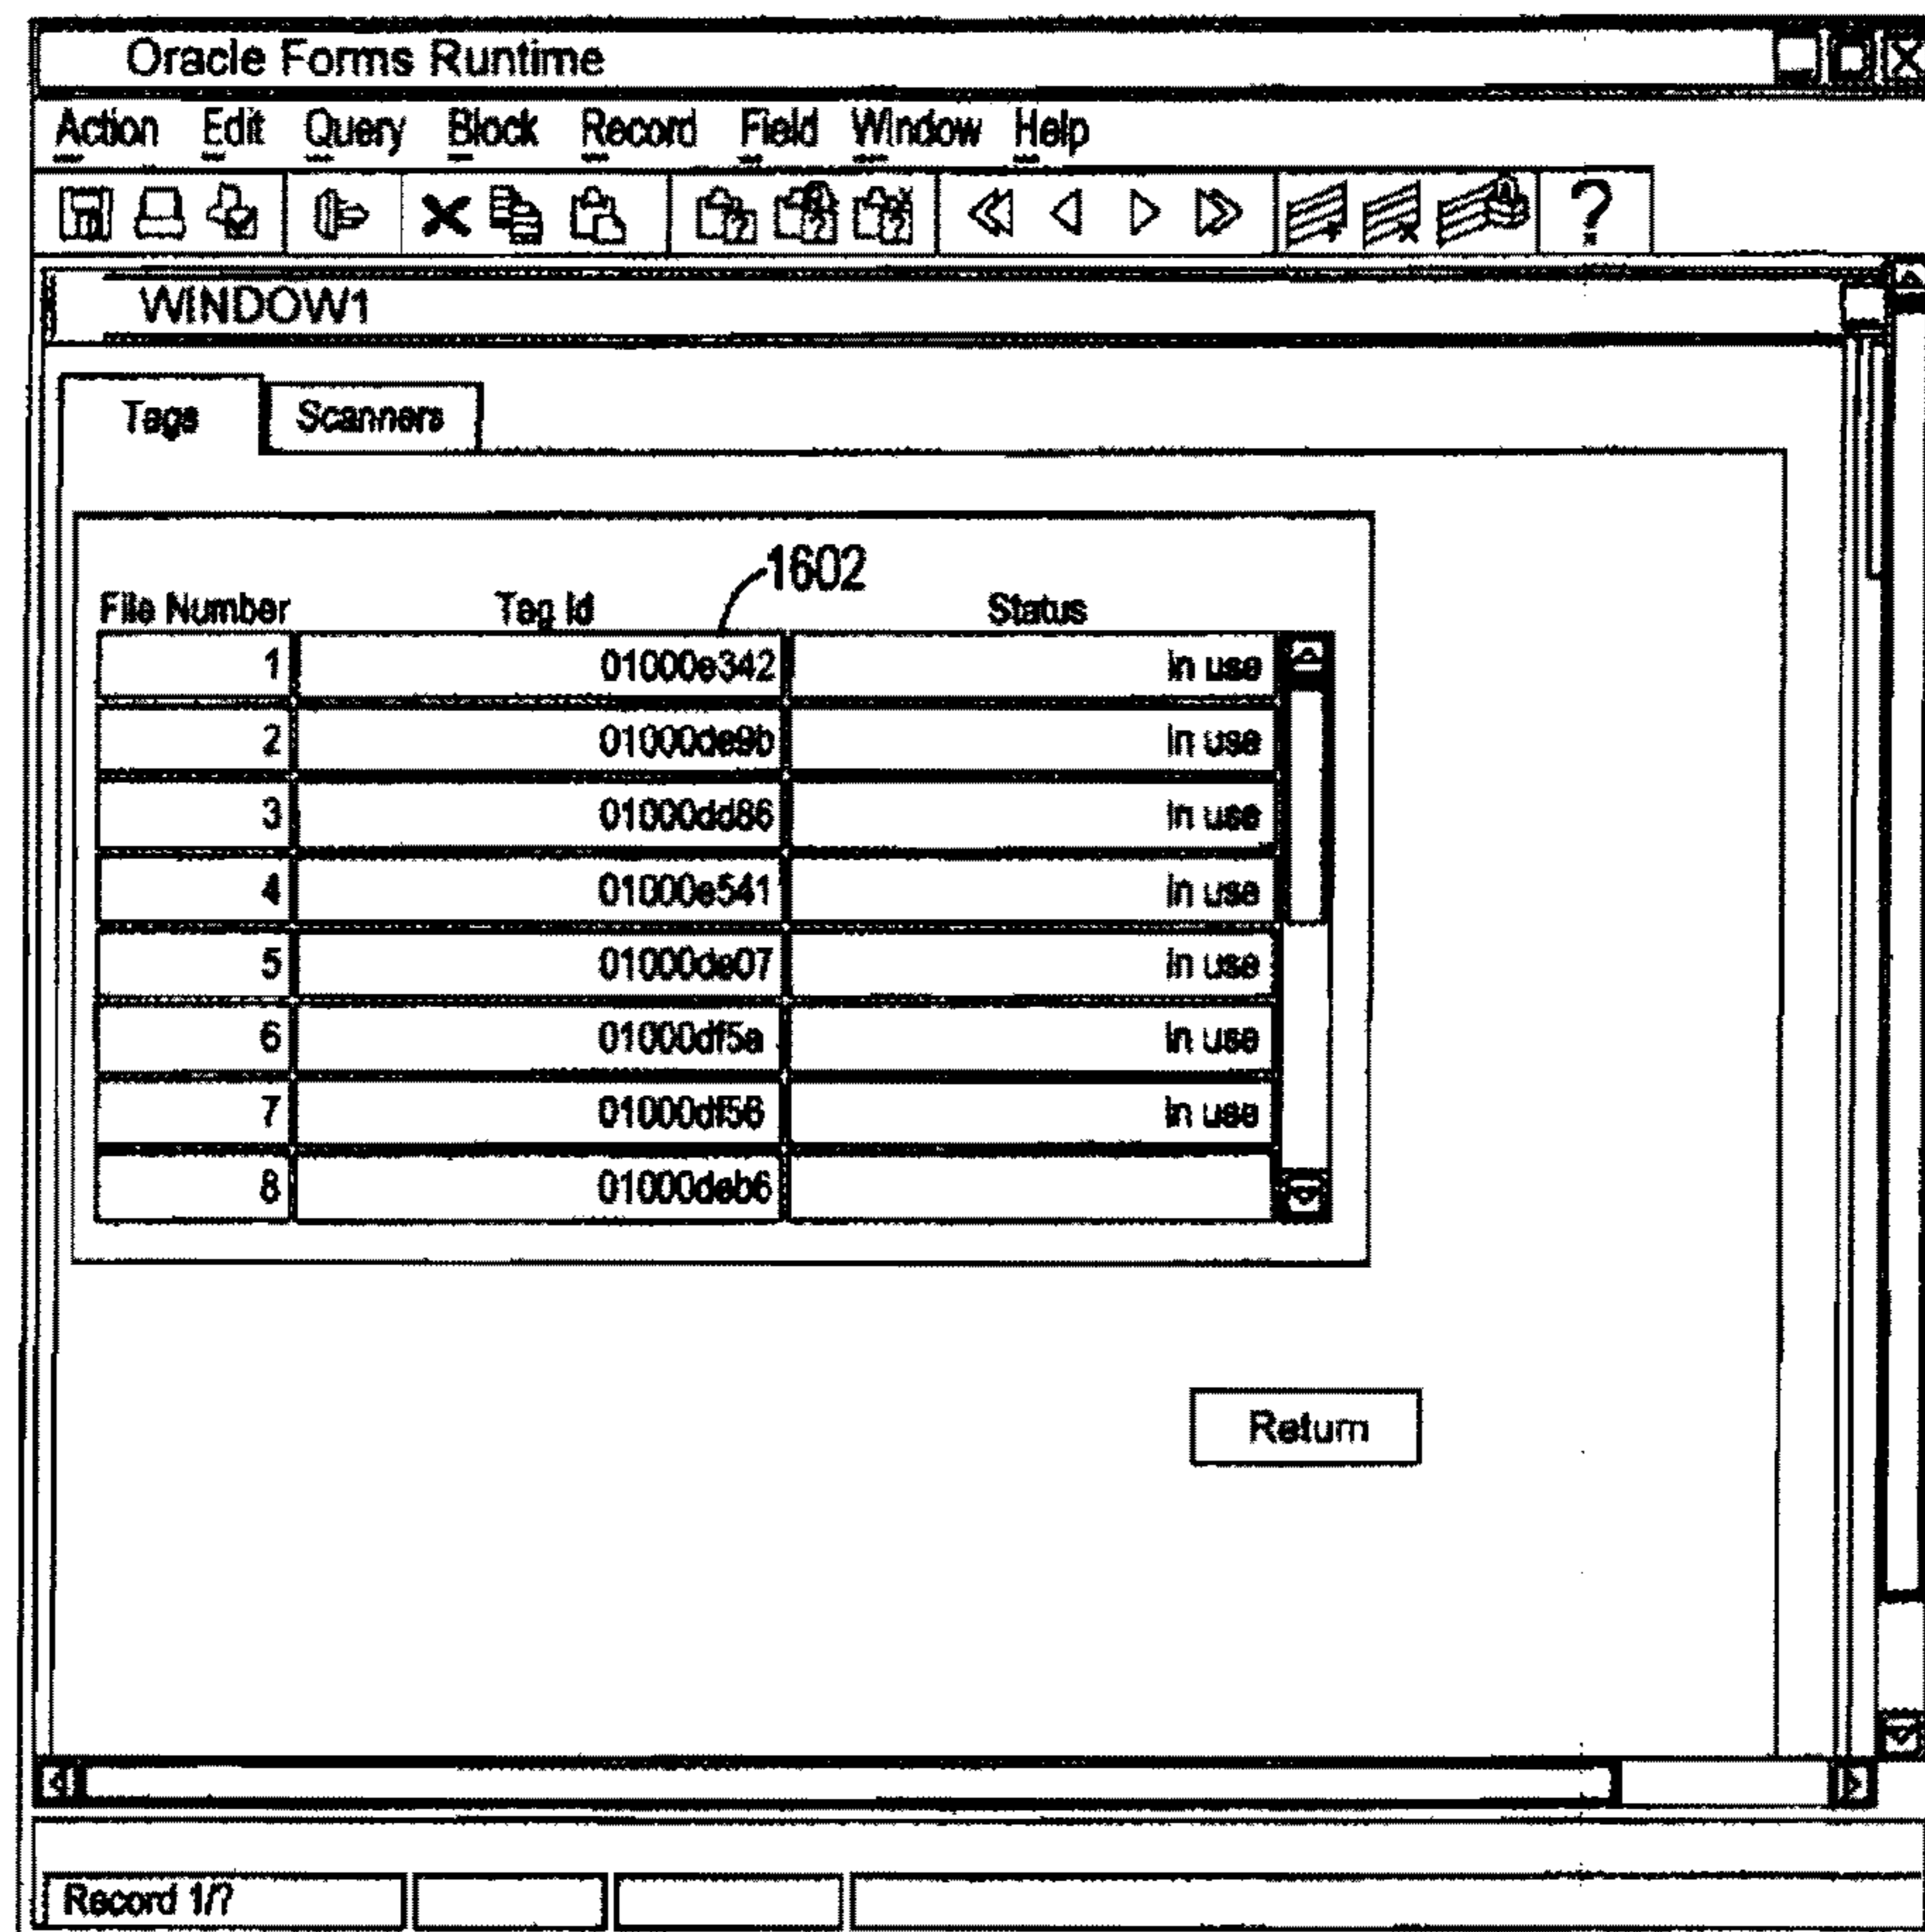 Oracle Forms Runtime
Action Edit Query Block Record Field Window Help
WINDOW1
Tags Scanners
1602
File Number Tag Id Status
1 01000e342 in use
2 01000de9b in use
3 01000dd86 in use
4 01000e541 in use
5 01000de07 in use
6 01000df5a in use
7 01000df56 in use
8 01000deb6
Return
Record 1/?